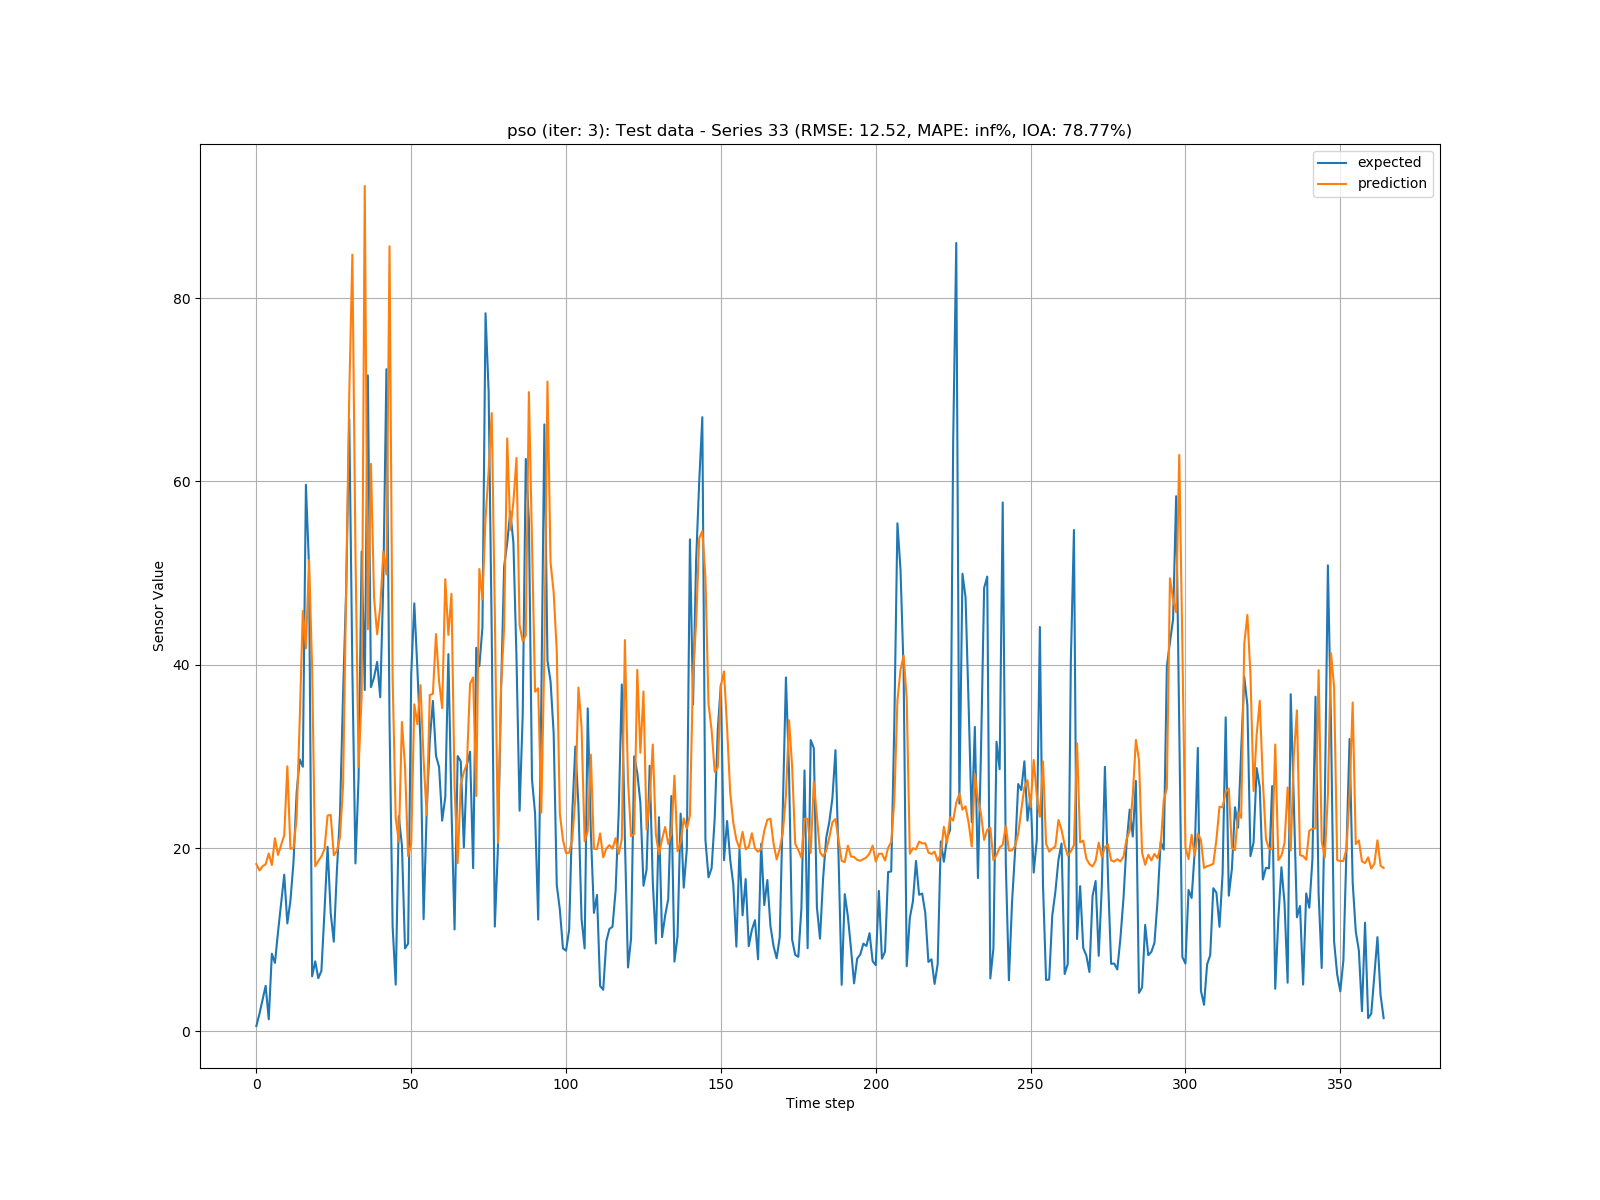 pso (iter: 3): Test data - Series 33 (RMSE: 12.52, MAPE: inf%, IOA: 78.77%)
expected
prediction
80
60
40
20
0
Sensor Value
0
50
100
150
200
250
300
350
Time step